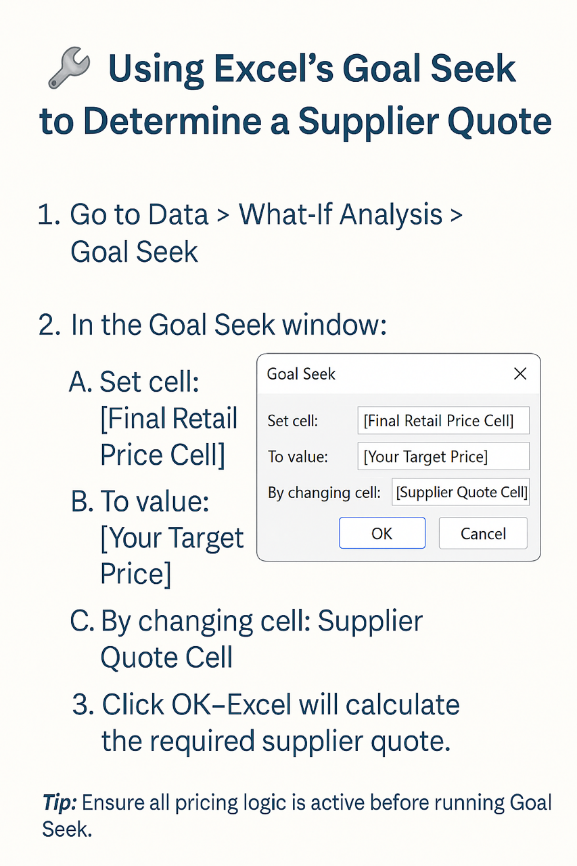 Using Excel’s Goal Seek
to Determine a Supplier Quote
1. Go to Data > What-If Analysis >
Goal Seek
2. In the Goal Seek window:
A. Set cell:
[Final Retail
Price Cell]
B. To value:
[Your Target
Price]
Goal Seek
Set cell: [Final Retail Price Cell]
To value: [Your Target Price]
By changing cell: [Supplier Quote Cell]
OK Cancel
C. By changing cell: Supplier
Quote Cell
3. Click OK–Excel will calculate
the required supplier quote.
Tip: Ensure all pricing logic is active before running Goal
Seek.